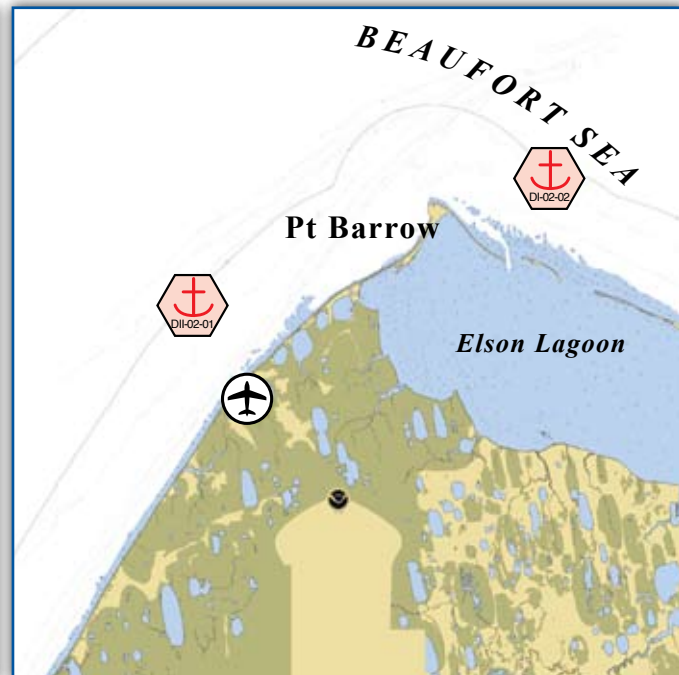 BEAUFORT SEA
DI-02-02
Pt Barrow
DII-02-01
Elson Lagoon